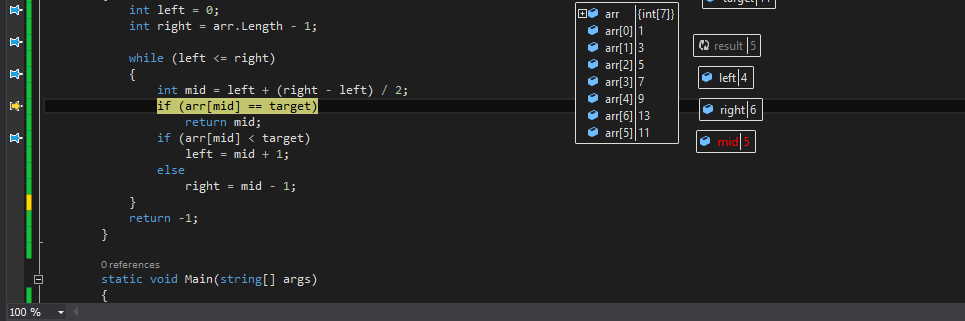 int left = 0;
int right = arr.Length - 1;
while (left <= right)
{
int mid = left + (right - left) / 2;
if (arr[mid] == target)
return mid;
if (arr[mid] < target)
left = mid + 1;
else
right = mid - 1;
}
return -1;
}
0 references
static void Main(string[] args)
{
100 %
arr {int[7]}
arr[0] 1
arr[1] 3
arr[2] 5
arr[3] 7
arr[4] 9
arr[6] 13
arr[5] 11
result 5
left 4
right 6
mid 5